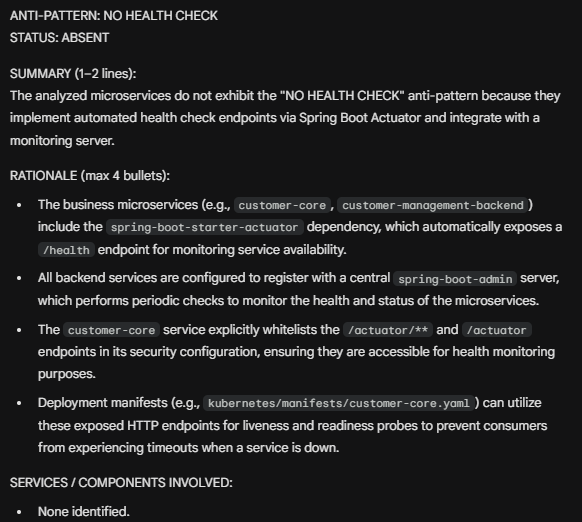 ANTI-PATTERN: NO HEALTH CHECK
STATUS: ABSENT
SUMMARY (1–2 lines):
The analyzed microservices do not exhibit the "NO HEALTH CHECK" anti-pattern because they
implement automated health check endpoints via Spring Boot Actuator and integrate with a
monitoring server.
RATIONALE (max 4 bullets):
• The business microservices (e.g., customer-core, customer-management-backend)
include the spring-boot-starter-actuator dependency, which automatically exposes a
/health endpoint for monitoring service availability.
• All backend services are configured to register with a central spring-boot-admin server,
which performs periodic checks to monitor the health and status of the microservices.
• The customer-core service explicitly whitelists the /actuator/** and /actuator
endpoints in its security configuration, ensuring they are accessible for health monitoring
purposes.
• Deployment manifests (e.g., kubernetes/manifests/customer-core.yaml) can utilize
these exposed HTTP endpoints for liveness and readiness probes to prevent consumers
from experiencing timeouts when a service is down.
SERVICES / COMPONENTS INVOLVED:
• None identified.